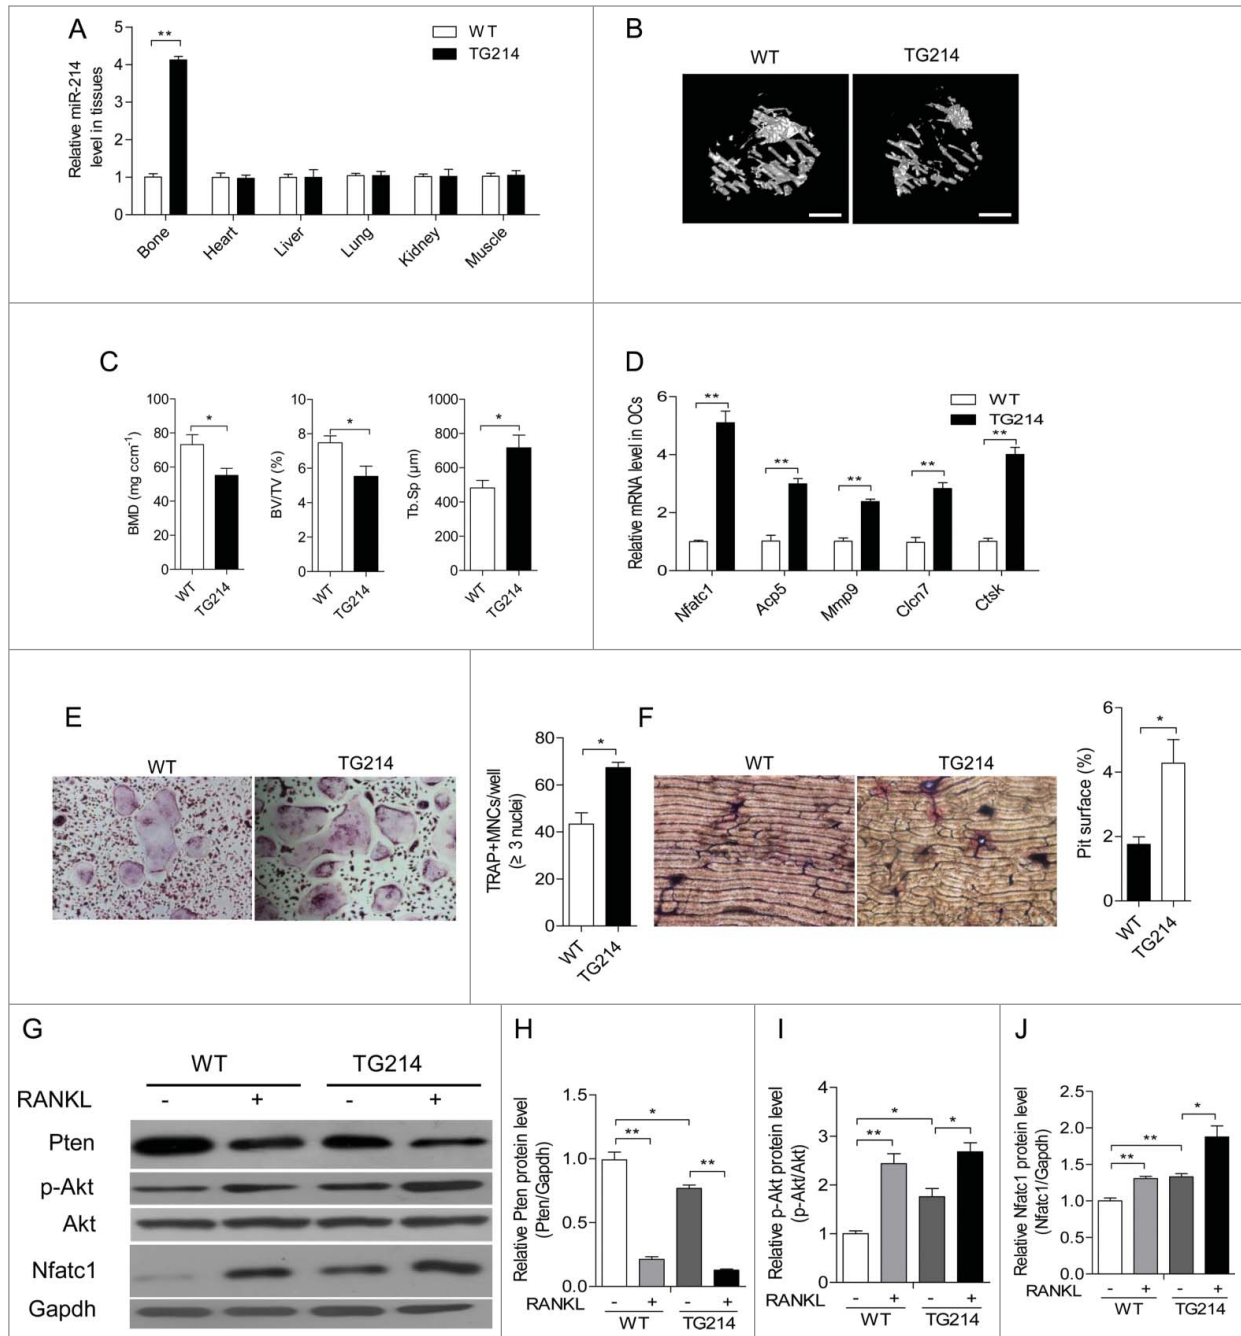 A
Relative miR-214
level in tissues
5
4
3
2
1
0
**
WT
TG214
Bone
Heart
Liver
Lung
Kidney
Muscle
B
WT
TG214
C
BMD (mg ccm-1)
100
80
60
40
20
0
*
WT
TG214
BV/TV (%)
10
8
6
4
2
0
*
WT
TG214
Tb.Sp (µm)
1000
800
600
400
200
0
*
WT
TG214
D
Relative mRNA level in OCs
6
4
2
0
**
**
**
**
**
WT
TG214
Nfatc1
Acp5
Mmp9
Clcn7
Ctsk
E
WT
TG214
TRAP+MNCs/well
(≥ 3 nuclei)
80
60
40
20
0
*
WT
TG214
F
WT
TG214
Pit surface (%)
6
4
2
0
*
WT
TG214
G
WT TG214
RANKL - + - +
Pten
p-Akt
Akt
Nfatc1
Gapdh
H
Relative Pten protein level
(Pten/Gapdh)
1.5
1.0
0.5
0.0
*
**
**
RANKL - + - +
WT TG214
I
Relative p-Akt protein level
(p-Akt/Akt)
4
3
2
1
0
*
**
*
RANKL - + - +
WT TG214
J
Relative Nfatc1 protein level
(Nfatc1/Gapdh)
2.5
2.0
1.5
1.0
0.5
0.0
*
**
**
RANKL - + - +
WT TG214